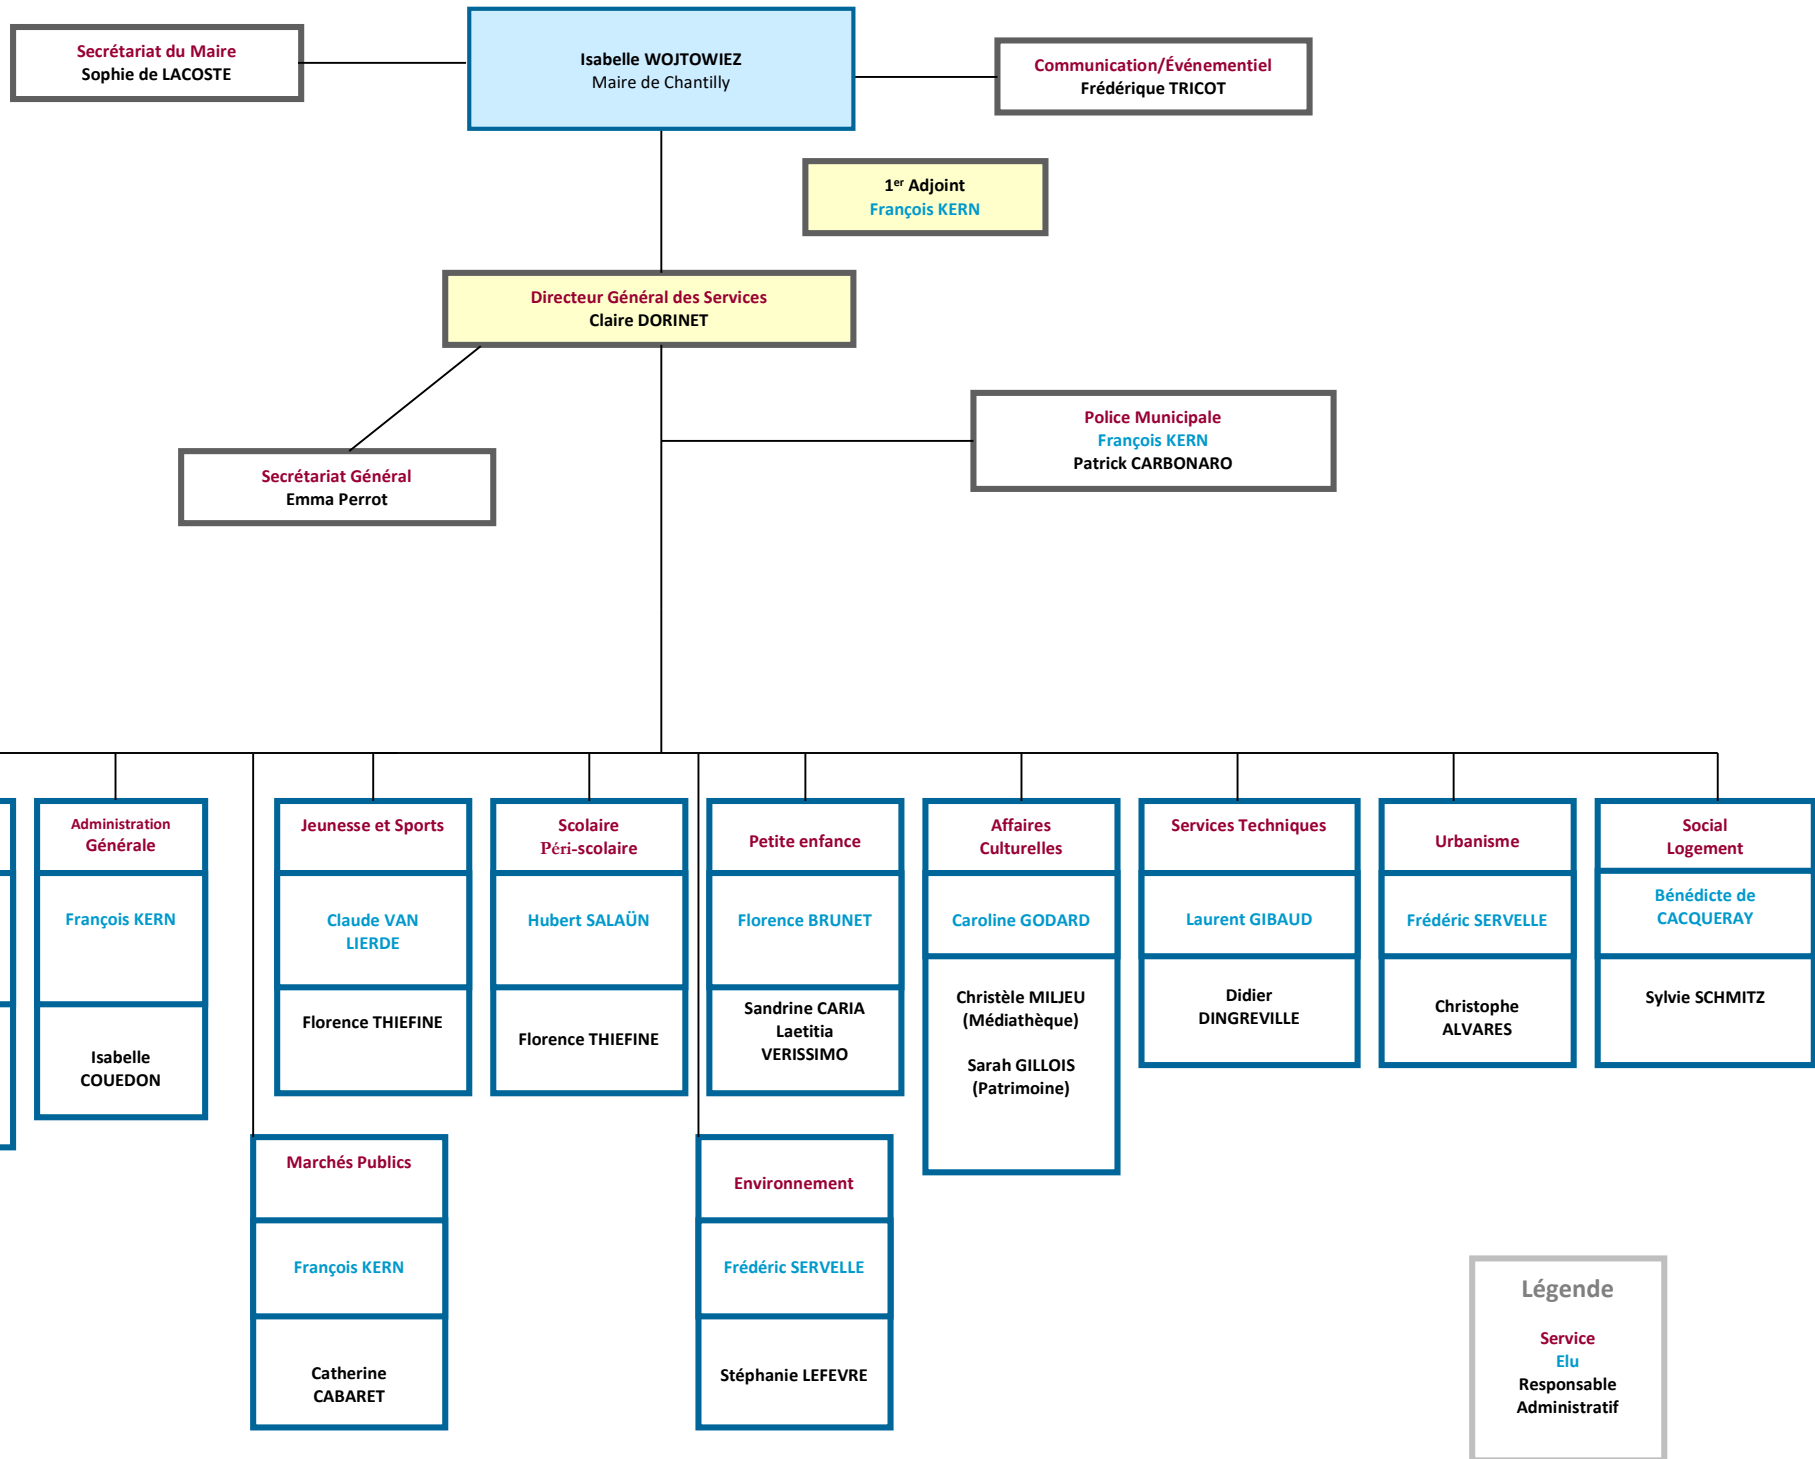 Secrétariat du Maire
Sophie de LACOSTE
Isabelle WOJTOWIEZ
Maire de Chantilly
Communication/Événementiel
Frédérique TRICOT
1er Adjoint
François KERN
Directeur Général des Services
Claire DORINET
Police Municipale
François KERN
Patrick CARBONARO
Secrétariat Général
Emma Perrot
Administration
Générale
François KERN
Isabelle
COUEDON
Jeunesse et Sports
Claude VAN
LIERDE
Florence THIEFINE
Scolaire
Péri-scolaire
Hubert SALAÜN
Florence THIEFINE
Petite enfance
Florence BRUNET
Sandrine CARIA
Laetitia
VERISSIMO
Affaires
Culturelles
Caroline GODARD
Christèle MILJEU
(Médiathèque)
Sarah GILLOIS
(Patrimoine)
Services Techniques
Laurent GIBAUD
Didier
DINGREVILLE
Urbanisme
Frédéric SERVELLE
Christophe
ALVARES
Social
Logement
Bénédicte de
CACQUERAY
Sylvie SCHMITZ
Marchés Publics
François KERN
Catherine
CABARET
Environnement
Frédéric SERVELLE
Stéphanie LEFEVRE
Légende
Service
Elu
Responsable
Administratif